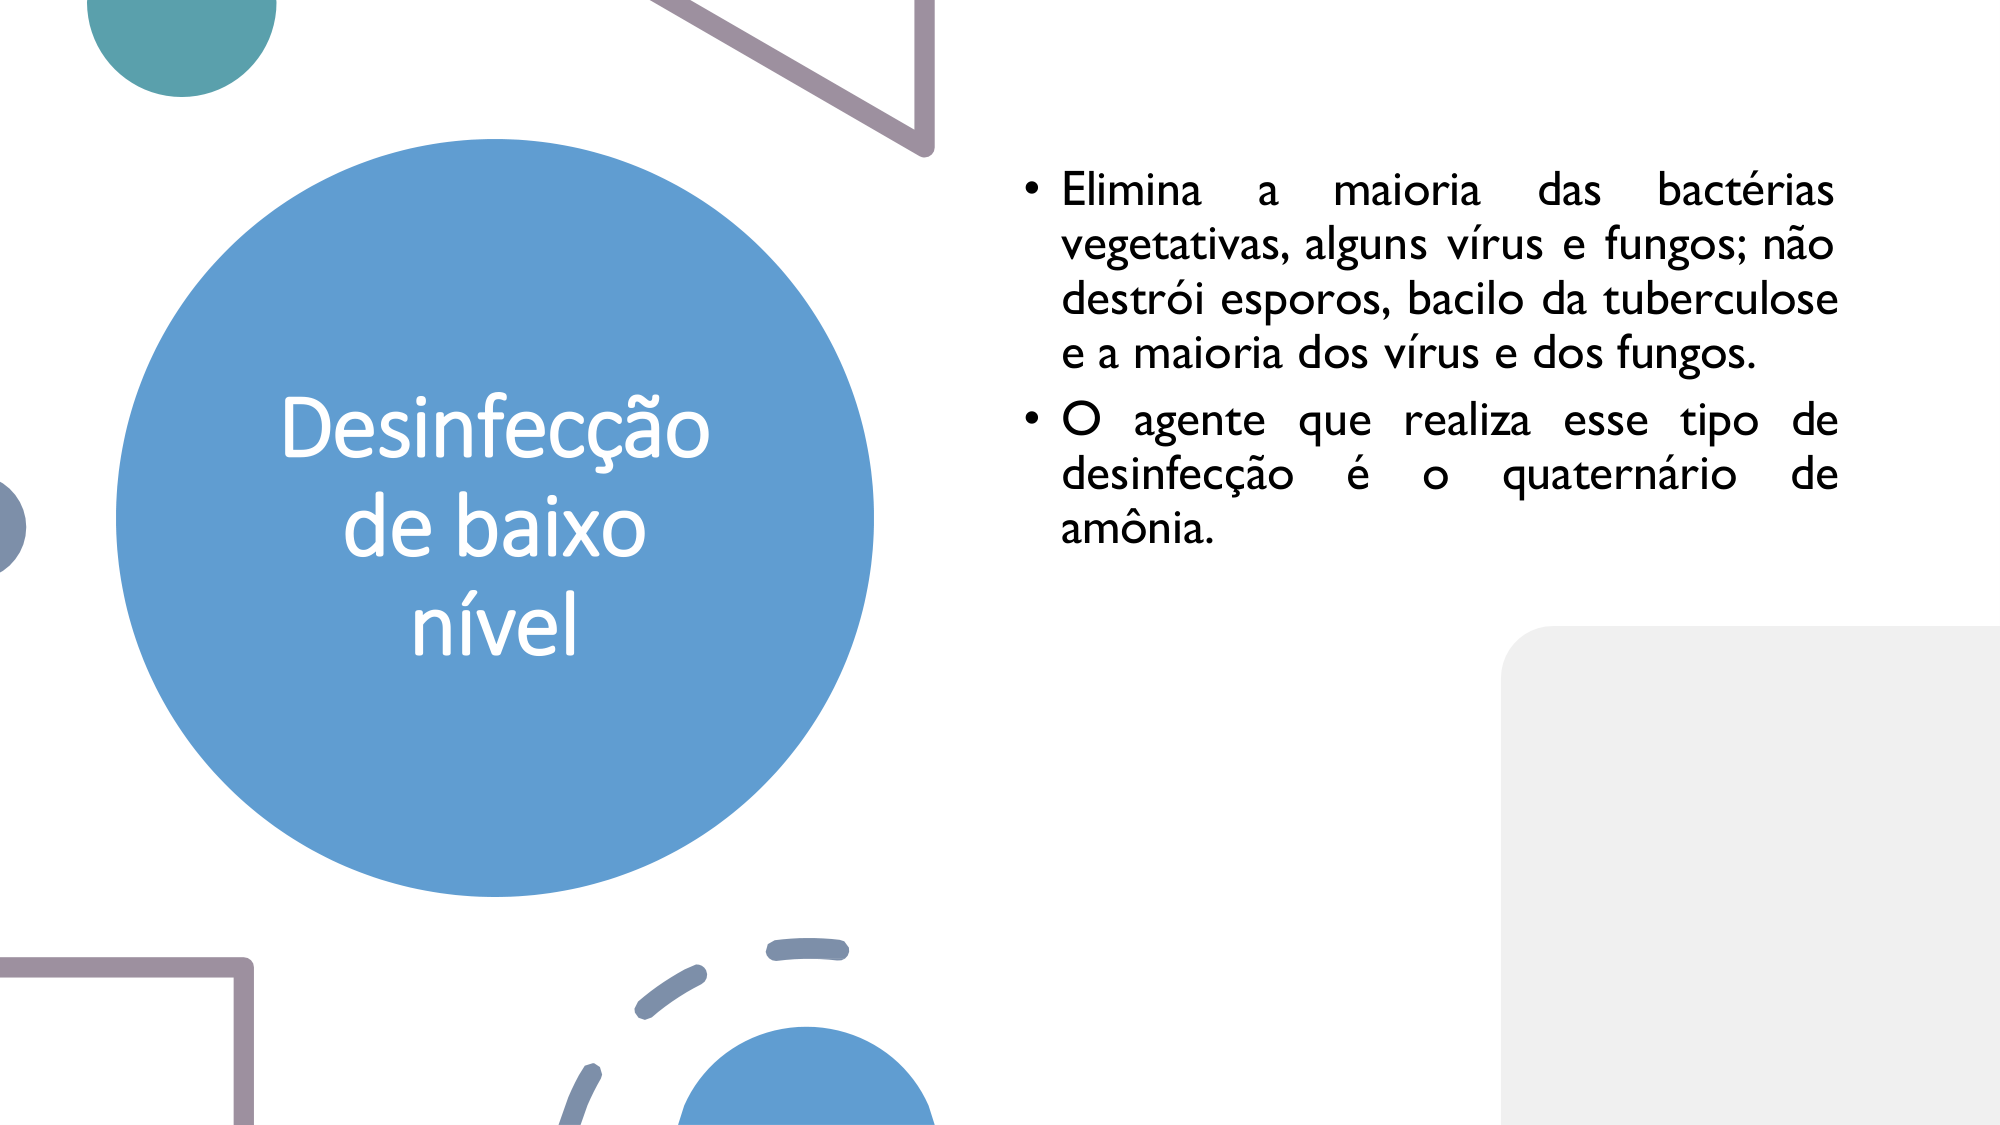 Desinfecção
de baixo
nível
• Elimina a maioria das bactérias
vegetativas, alguns vírus e fungos; não
destrói esporos, bacilo da tuberculose
e a maioria dos vírus e dos fungos.
• O agente que realiza esse tipo de
desinfecção é o quaternário de
amônia.